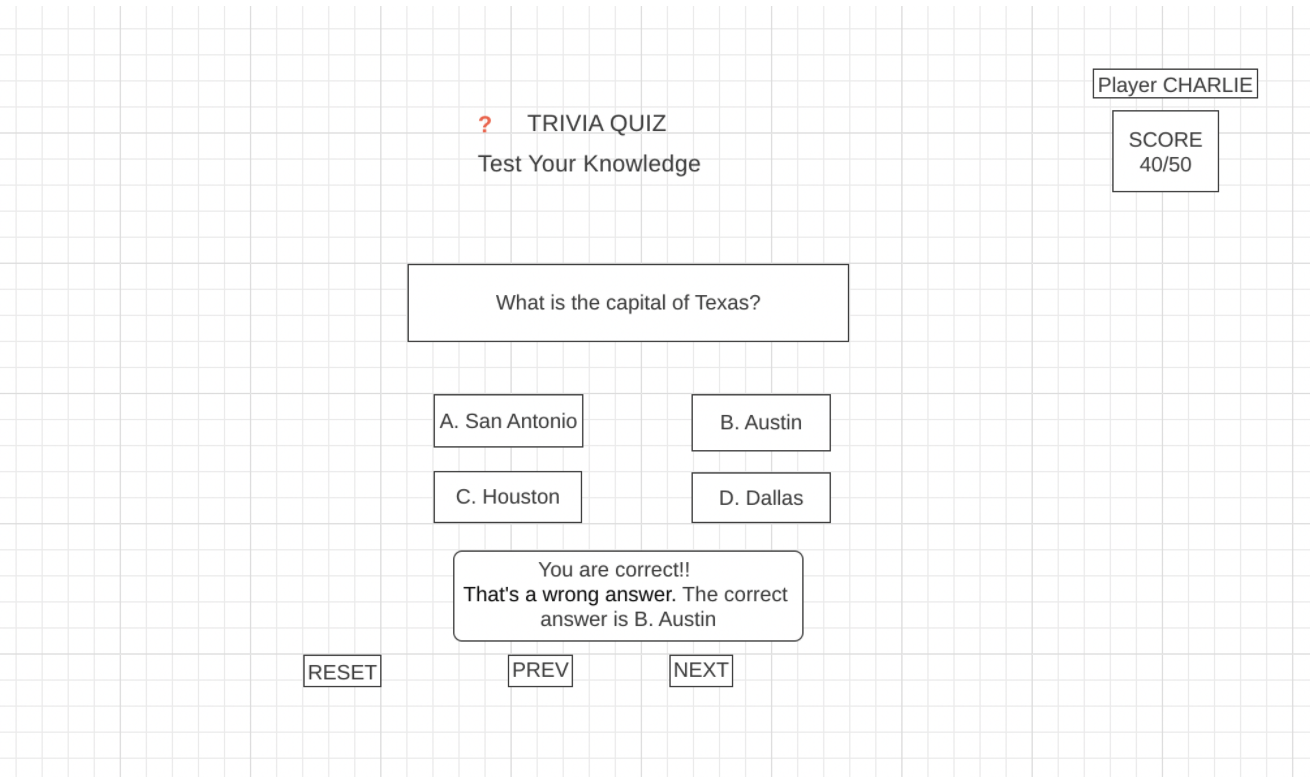 Player CHARLIE
? TRIVIA QUIZ
SCORE
40/50
Test Your Knowledge
What is the capital of Texas?
A. San Antonio
B. Austin
C. Houston
D. Dallas
You are correct!!
That's a wrong answer. The correct
answer is B. Austin
RESET
PREV
NEXT